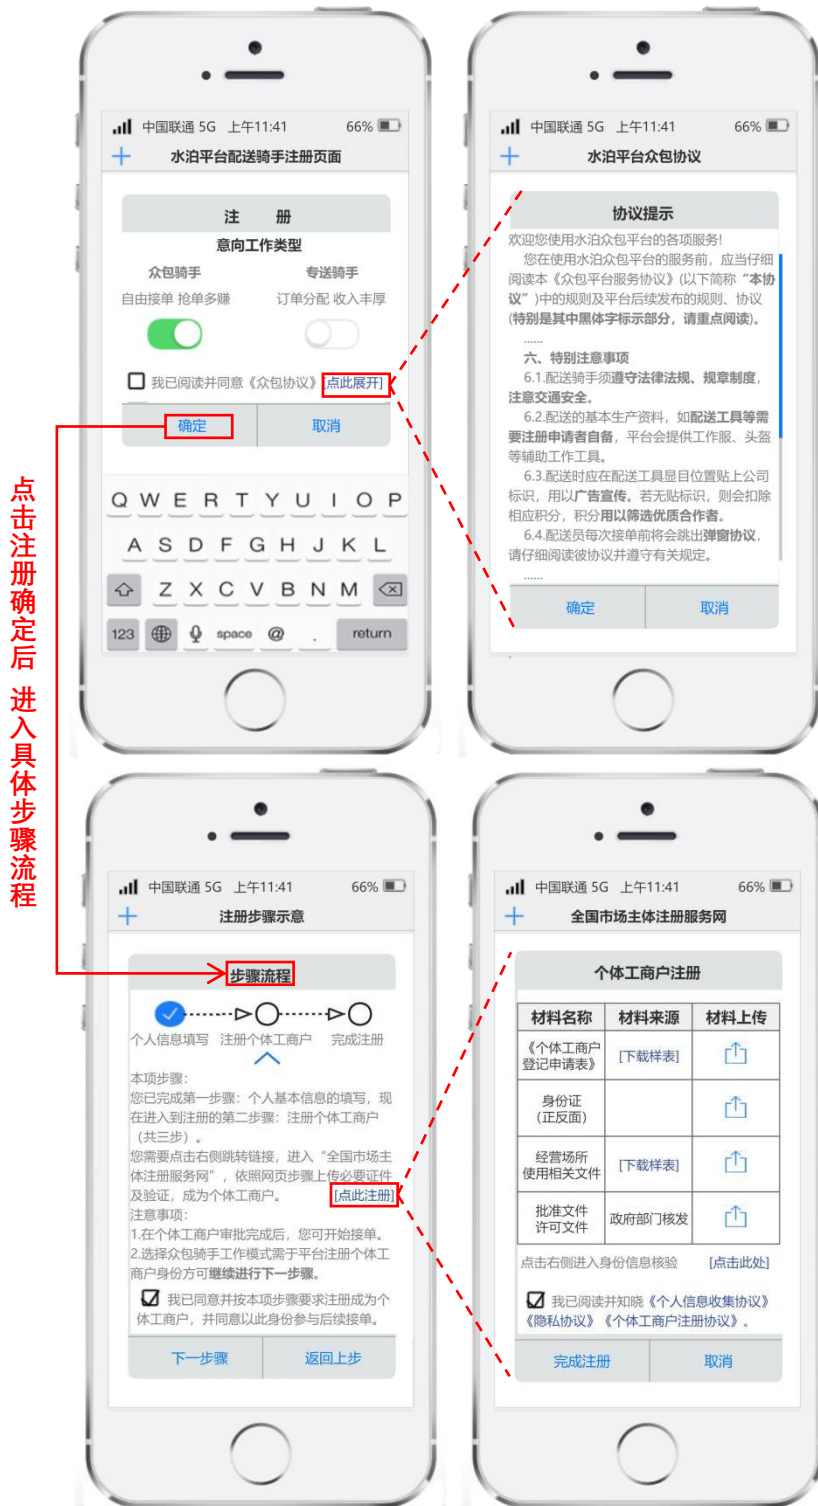 中国联通 5G 上午11:41 66%
水泊平台配送骑手注册页面
注 册
意向工作类型
众包骑手 专送骑手
自由接单 抢单多赚 订单分配 收入丰厚
我已阅读并同意《众包协议》[点此展开]
确定 取消
Q W E R T Y U I O P
A S D F G H J K L
Z X C V B N M
123 space @ . return
中国联通 5G 上午11:41 66%
水泊平台众包协议
协议提示
欢迎您使用水泊众包平台的各项服务!
您在使用水泊众包平台的服务前，应当仔细
阅读本《众包平台服务协议》(以下简称“本协
议”)中的规则及平台后续发布的规则、协议
(特别是其中黑体字标示部分，请重点阅读)。
......
六、特别注意事项
6.1.配送骑手须遵守法律法规、规章制度，
注意交通安全。
6.2.配送的基本生产资料，如配送工具等需
要注册申请者自备，平台会提供工作服、头盔
等辅助工作工具。
6.3.配送时应在配送工具显目位置贴上公司
标识，用以广告宣传。若无贴标识，则会扣除
相应积分，积分用以筛选优质合作者。
6.4.配送员每次接单前将会跳出弹窗协议，
请仔细阅读彼协议并遵守有关规定。
......
确定 取消
点击注册确定后 进入具体步骤流程
中国联通 5G 上午11:41 66%
注册步骤示意
步骤流程
个人信息填写 注册个体工商户 完成注册
本项步骤：
您已完成第一步骤：个人基本信息的填写，现
在进入到注册的第二步骤：注册个体工商户
（共三步）。
您需要点击右侧跳转链接，进入“全国市场主
体注册服务网”，依照网页步骤上传必要证件
及验证，成为个体工商户。 [点此注册]
注意事项：
1.在个体工商户审批完成后，您可开始接单。
2.选择众包骑手工作模式需于平台注册个体工
商户身份方可继续进行下一步骤。
我已同意并按本项步骤要求注册成为个
体工商户，并同意以此身份参与后续接单。
下一步骤 返回上步
中国联通 5G 上午11:41 66%
全国市场主体注册服务网
个体工商户注册
材料名称 材料来源 材料上传
《个体工商户
登记申请表》 [下载样表]
身份证
（正反面）
经营场所
使用相关文件 [下载样表]
批准文件
许可文件 政府部门核发
点击右侧进入身份信息核验 [点击此处]
我已阅读并知晓《个人信息收集协议》
《隐私协议》《个体工商户注册协议》。
完成注册 取消